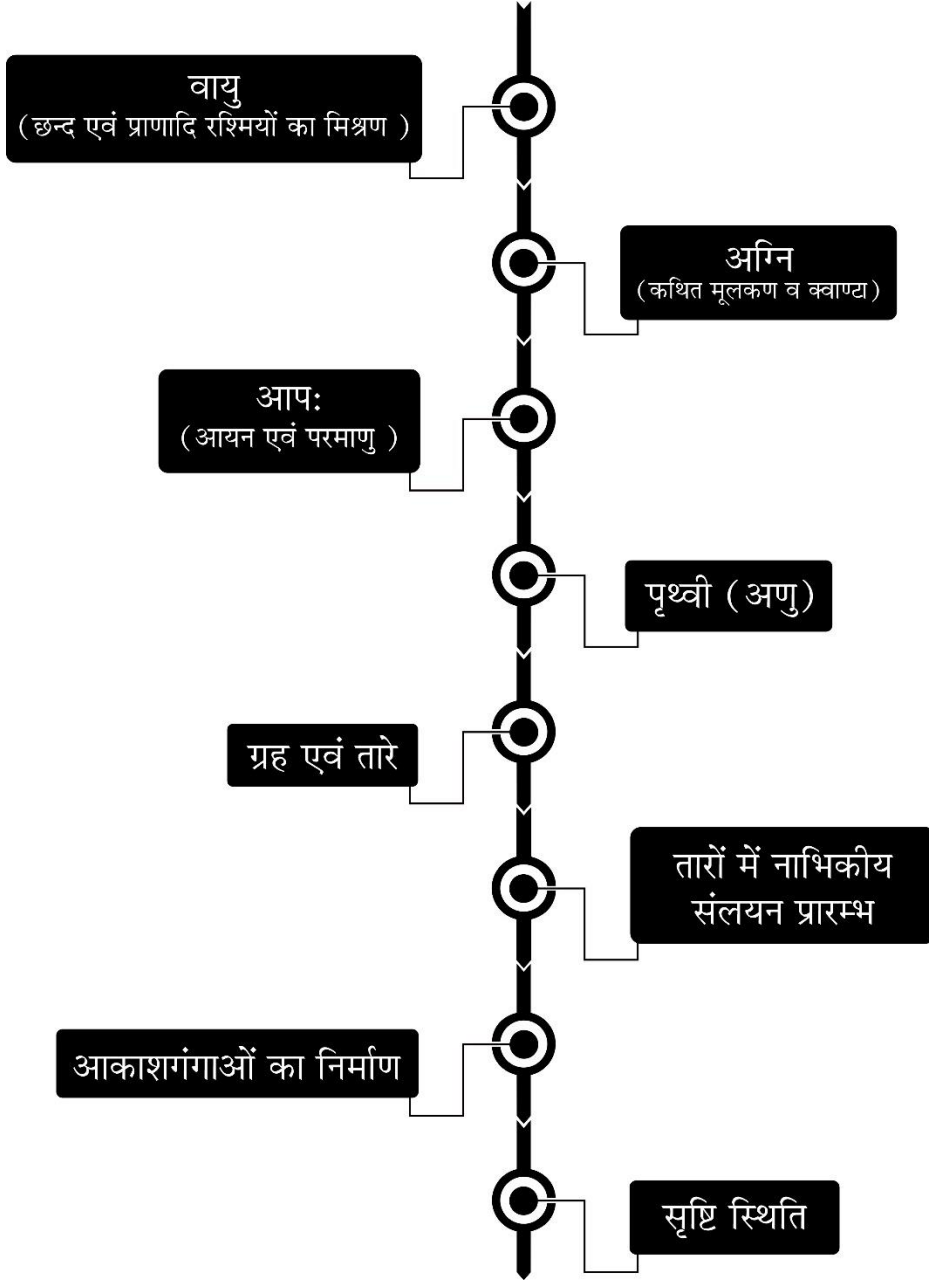 वायु
(छन्द एवं प्राणादि रश्मियों का मिश्रण )
अग्नि
(कथित मूलकण व क्वाण्टा)
आपः
(आयन एवं परमाणु )
पृथ्वी (अणु)
ग्रह एवं तारे
तारों में नाभिकीय
संलयन प्रारम्भ
आकाशगंगाओं का निर्माण
सृष्टि स्थिति